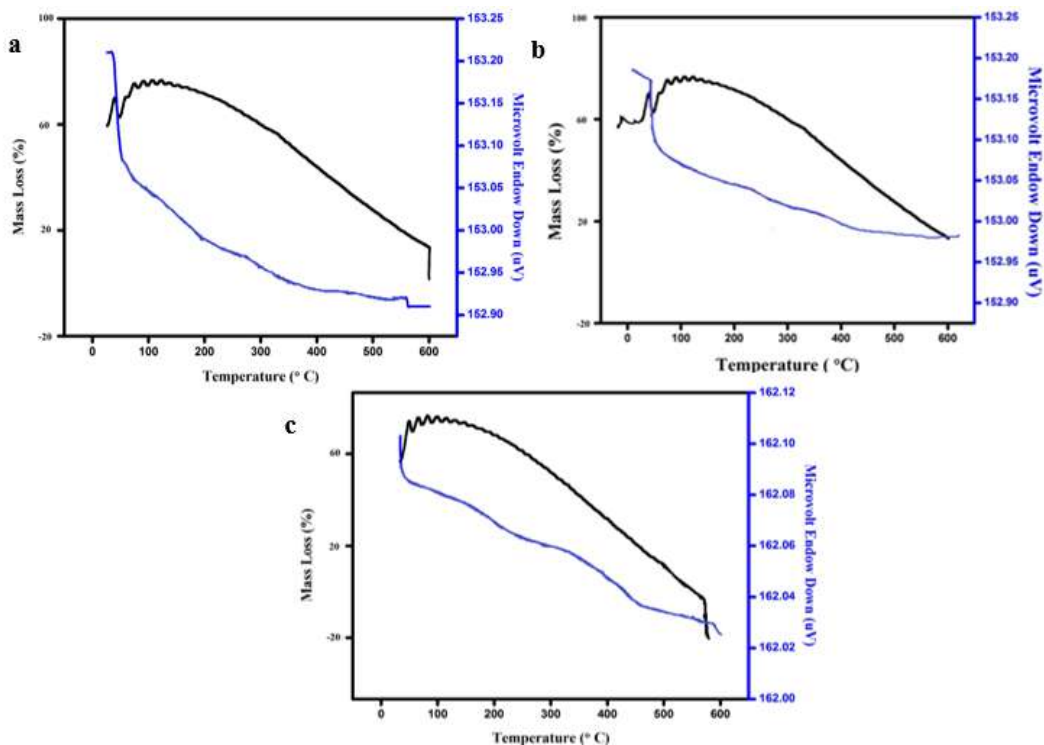 a
100
60
20
-20
Mass Loss (%)
0 100 200 300 400 500 600
Temperature (° C)
153.25
153.20
153.15
153.10
153.05
153.00
152.95
152.90
Microvolt Endow Down (uV)
b
100
60
20
-20
Mass Loss (%)
0 100 200 300 400 500 600
Temperature ( °C)
153.25
153.20
153.15
153.10
153.05
153.00
152.95
152.90
Microvolt Endow Down (uV)
c
60
20
-20
Mass Loss (%)
0 100 200 300 400 500 600
Temperature (° C)
162.12
162.10
162.08
162.06
162.04
162.02
162.00
Microvolt Endow Down (uV)